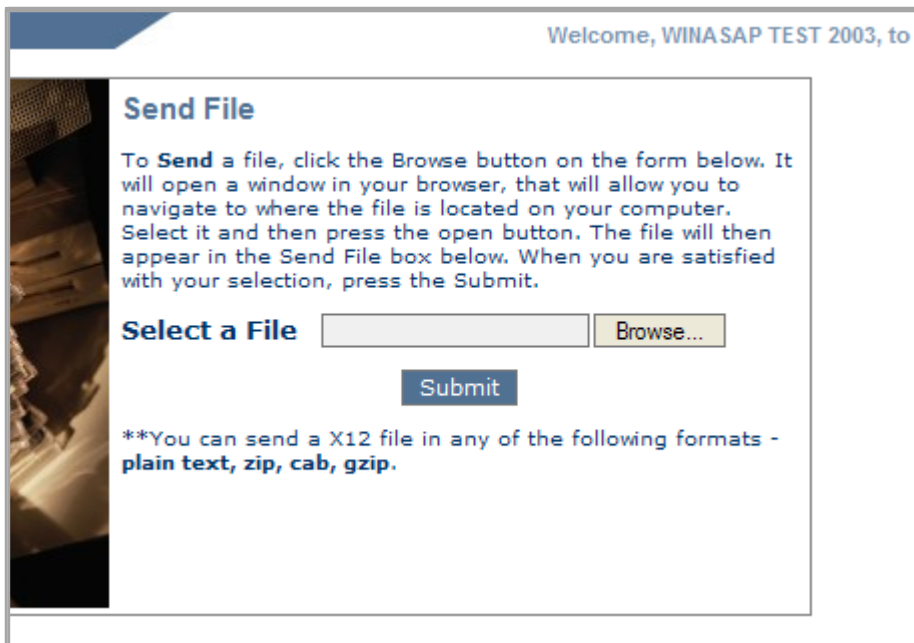 Welcome, WINASAP TEST 2003, to
Send File
To Send a file, click the Browse button on the form below. It
will open a window in your browser, that will allow you to
navigate to where the file is located on your computer.
Select it and then press the open button. The file will then
appear in the Send File box below. When you are satisfied
with your selection, press the Submit.
Select a File Browse...
Submit
**You can send a X12 file in any of the following formats -
plain text, zip, cab, gzip.